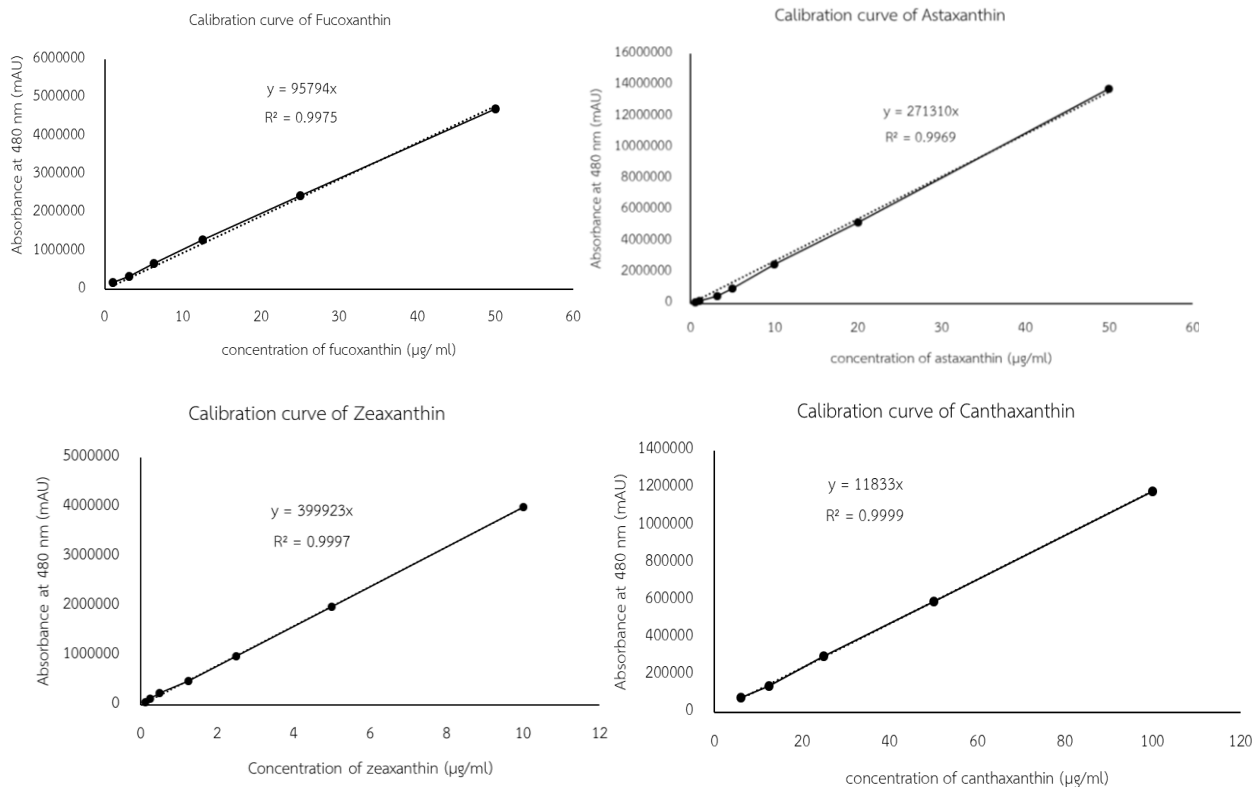 Calibration curve of Fucoxanthin
Absorbance at 480 nm (mAU)
6000000
5000000
4000000
3000000
2000000
1000000
0
y = 95794x
R² = 0.9975
0 10 20 30 40 50 60
concentration of fucoxanthin (µg/ ml)
Calibration curve of Astaxanthin
Absorbance at 480 nm (mAU)
16000000
14000000
12000000
10000000
8000000
6000000
4000000
2000000
0
y = 271310x
R² = 0.9969
0 10 20 30 40 50 60
concentration of astaxanthin (µg/ml)
Calibration curve of Zeaxanthin
Absorbance at 480 nm (mAU)
5000000
4000000
3000000
2000000
1000000
0
y = 399923x
R² = 0.9997
0 2 4 6 8 10 12
Concentration of zeaxanthin (µg/ml)
Calibration curve of Canthaxanthin
Absorbance at 480 nm (mAU)
1400000
1200000
1000000
800000
600000
400000
200000
0
y = 11833x
R² = 0.9999
0 20 40 60 80 100 120
concentration of canthaxanthin (µg/ml)